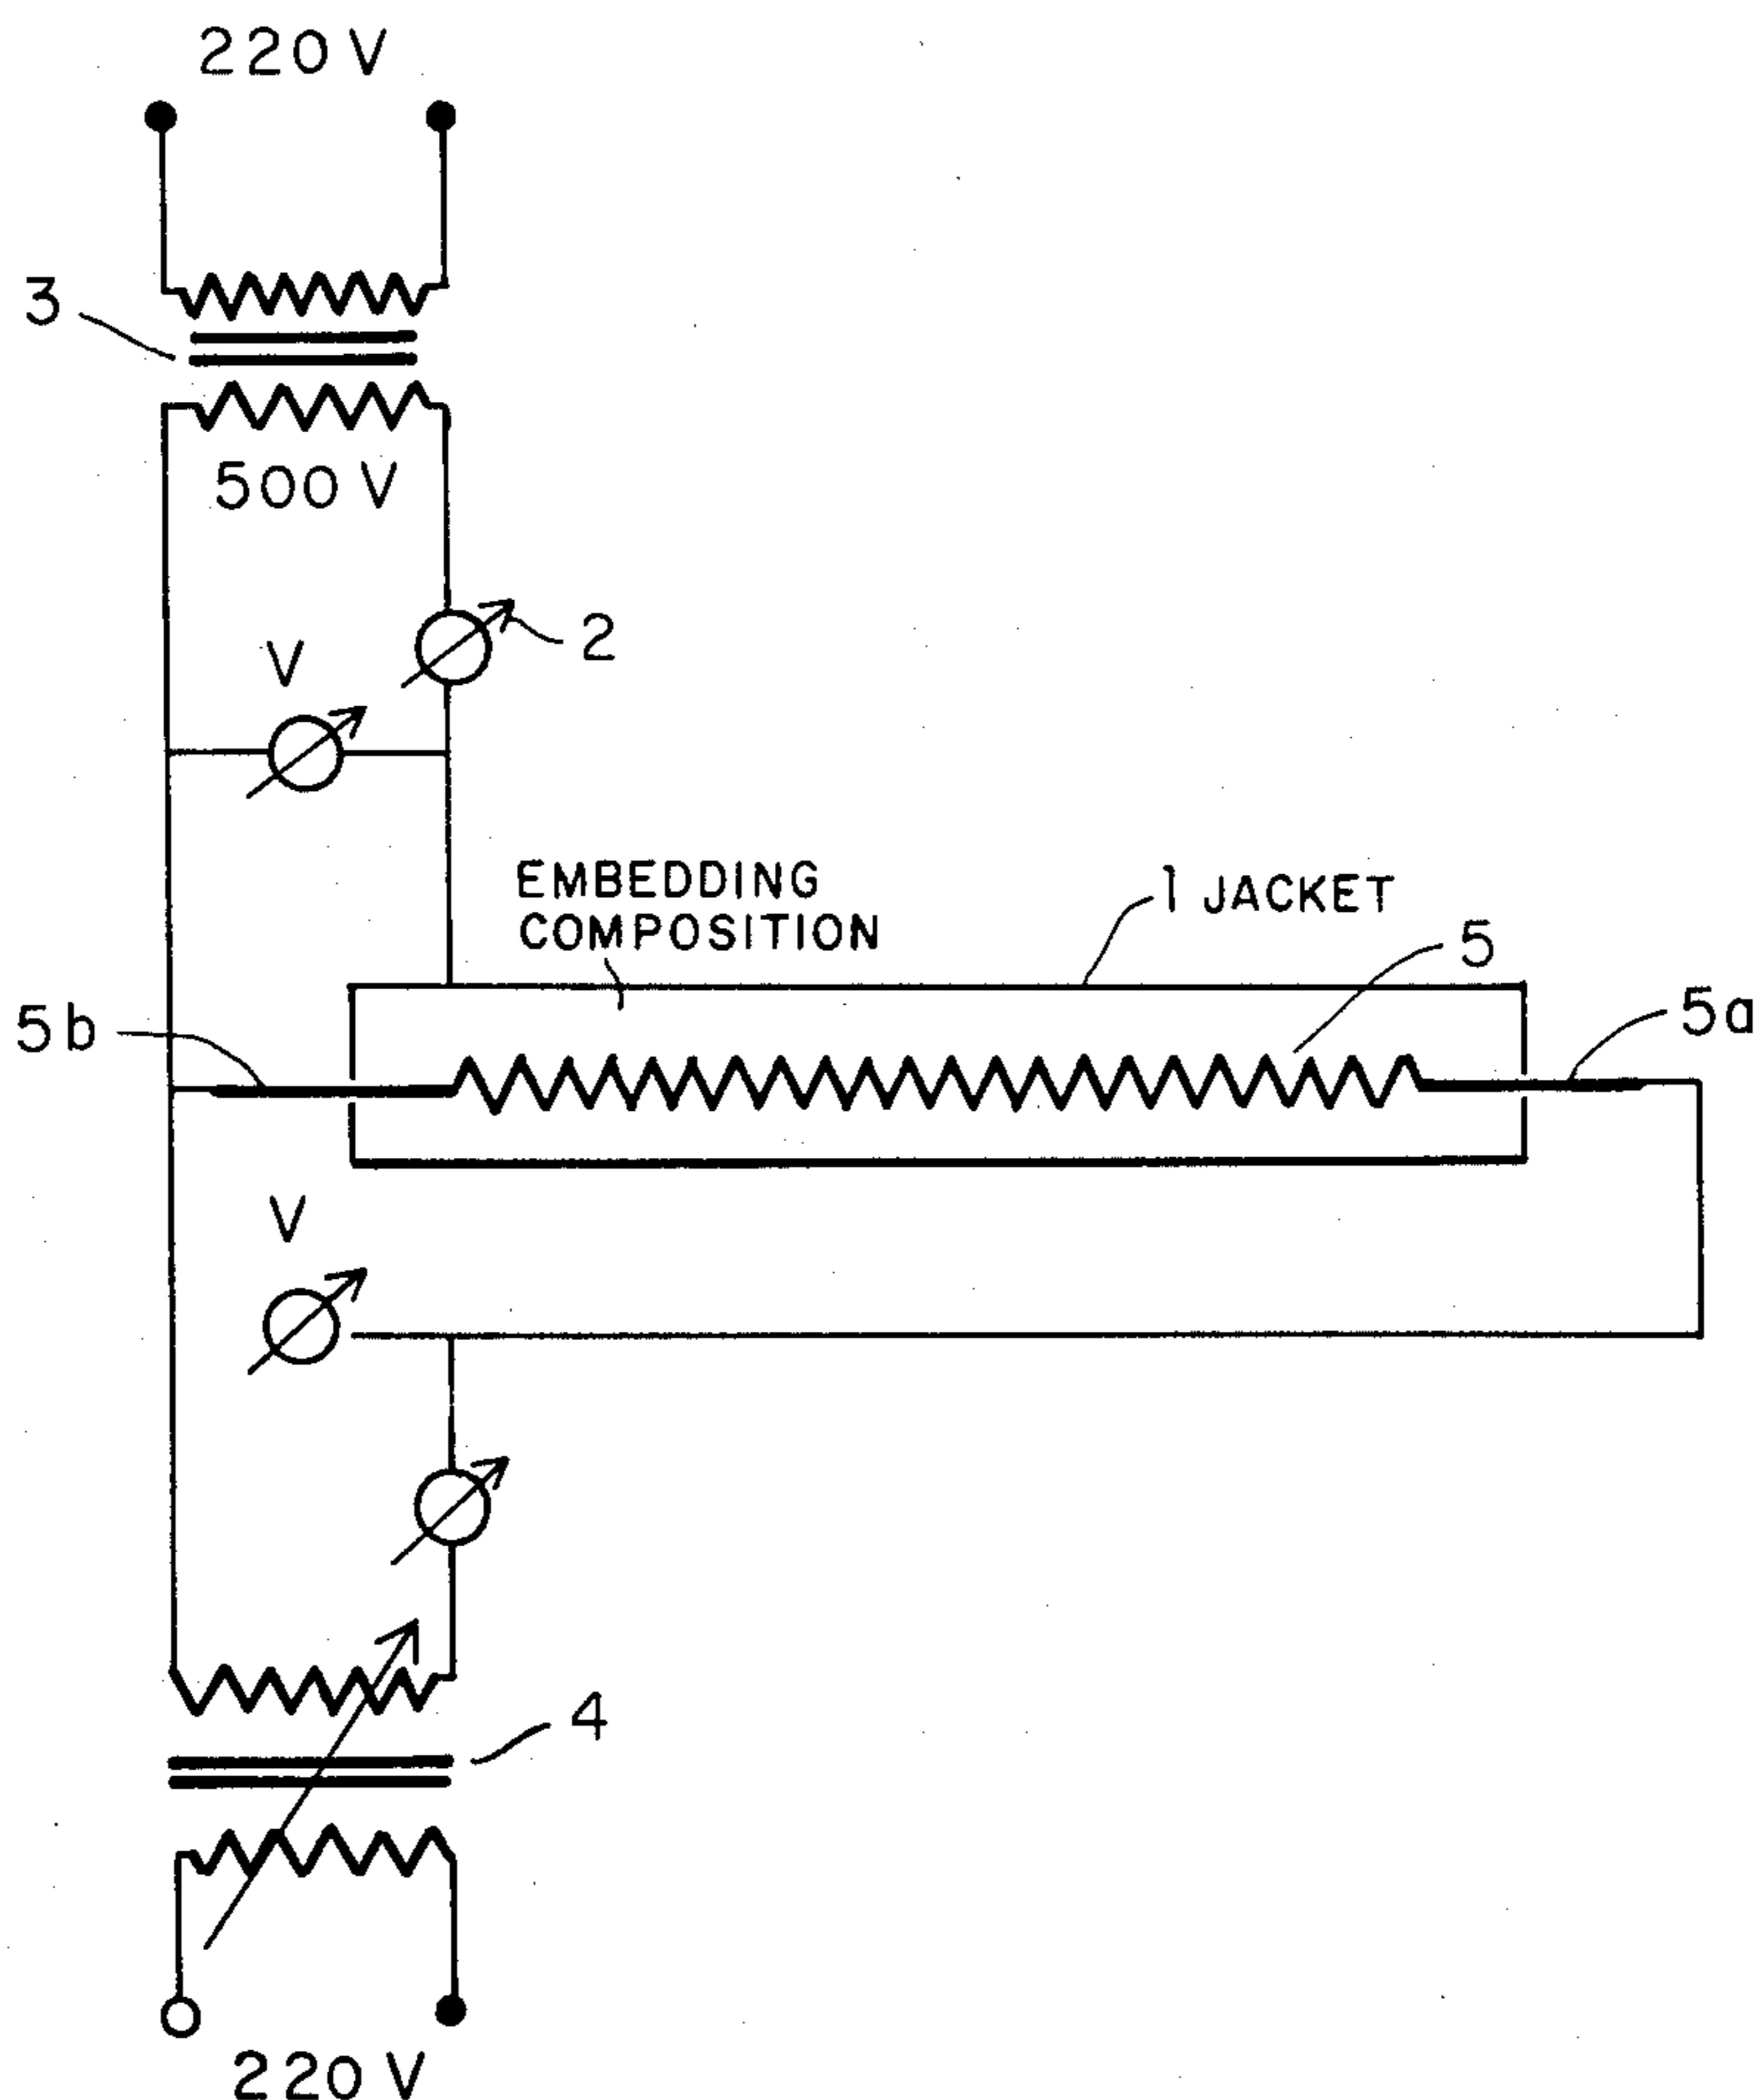 220 V
3
500 V
2
V
EMBEDDING
COMPOSITION
1 JACKET
5
5a
5b
V
4
220 V